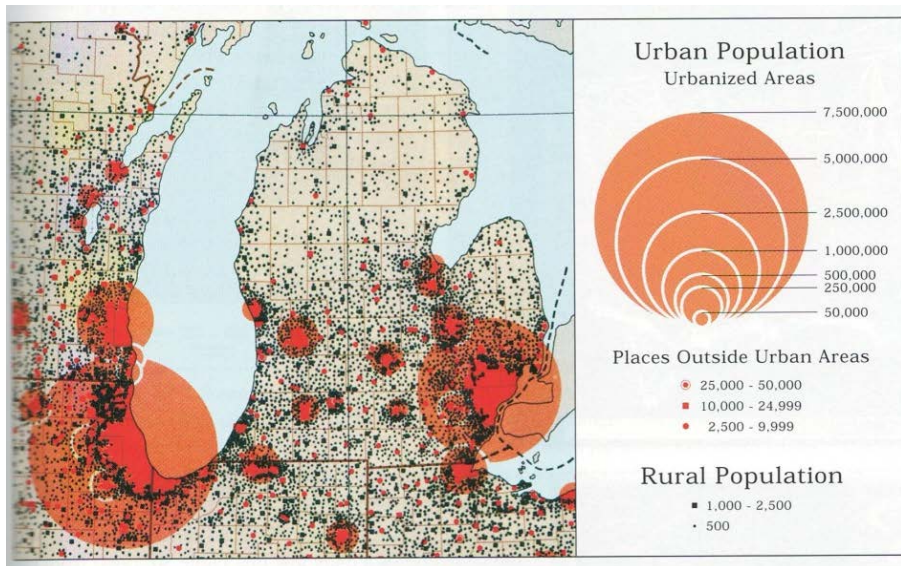 Urban Population
Urbanized Areas
7,500,000
5,000,000
2,500,000
1,000,000
500,000
250,000
50,000
Places Outside Urban Areas
25,000 - 50,000
10,000 - 24,999
2,500 - 9,999
Rural Population
1,000 - 2,500
500